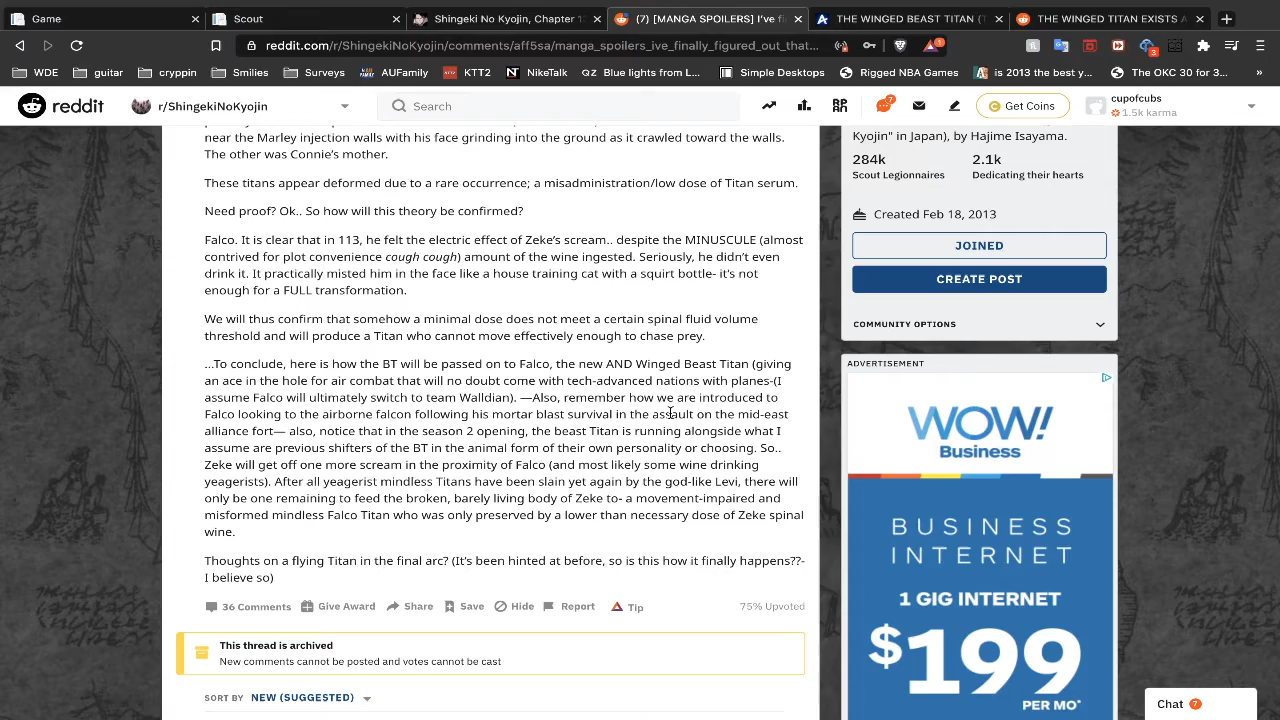 Game
Scout
Shingeki No Kyojin, Chapter 1
(7) [MANGA SPOILERS] I've fi
THE WINGED BEAST TITAN (T
THE WINGED TITAN EXISTS A
reddit.com/r/ShingekiNoKyojin/comments/aff5sa/manga_spoilers_ive_finally_figured_out_that...
1
3
WDE
guitar
cryppin
Smilies
Surveys
AUFamily
KTT2
NikeTalk
QZ Blue lights from L...
Simple Desktops
Rigged NBA Games
is 2013 the best y...
The OKC 30 for 3...
»
reddit
r/ShingekiNoKyojin
Search
7
Get Coins
cupofcubs
1.5k karma
near the Marley injection walls with his face grinding into the ground as it crawled toward the walls.
The other was Connie's mother.
These titans appear deformed due to a rare occurrence; a misadministration/low dose of Titan serum.
Need proof? Ok.. So how will this theory be confirmed?
Falco. It is clear that in 113, he felt the electric effect of Zeke's scream.. despite the MINUSCULE (almost
contrived for plot convenience cough cough) amount of the wine ingested. Seriously, he didn't even
drink it. It practically misted him in the face like a house training cat with a squirt bottle- it's not
enough for a FULL transformation.
We will thus confirm that somehow a minimal dose does not meet a certain spinal fluid volume
threshold and will produce a Titan who cannot move effectively enough to chase prey.
...To conclude, here is how the BT will be passed on to Falco, the new AND Winged Beast Titan (giving
an ace in the hole for air combat that will no doubt come with tech-advanced nations with planes-(I
assume Falco will ultimately switch to team Walldian). —Also, remember how we are introduced to
Falco looking to the airborne falcon following his mortar blast survival in the assault on the mid-east
alliance fort— also, notice that in the season 2 opening, the beast Titan is running alongside what I
assume are previous shifters of the BT in the animal form of their own personality or choosing. So..
Zeke will get off one more scream in the proximity of Falco (and most likely some wine drinking
yeagerists). After all yeagerist mindless Titans have been slain yet again by the god-like Levi, there will
only be one remaining to feed the broken, barely living body of Zeke to- a movement-impaired and
misformed mindless Falco Titan who was only preserved by a lower than necessary dose of Zeke spinal
wine.
Thoughts on a flying Titan in the final arc? (It's been hinted at before, so is this how it finally happens??-
I believe so)
36 Comments
Give Award
Share
Save
Hide
Report
Tip
75% Upvoted
This thread is archived
New comments cannot be posted and votes cannot be cast
SORT BY NEW (SUGGESTED)
Kyojin" in Japan), by Hajime Isayama.
284k
2.1k
Scout Legionnaires
Dedicating their hearts
Created Feb 18, 2013
JOINED
CREATE POST
COMMUNITY OPTIONS
ADVERTISEMENT
WOW!
Business
BUSINESS
INTERNET
1 GIG INTERNET
$199
PER MO*
Chat 7